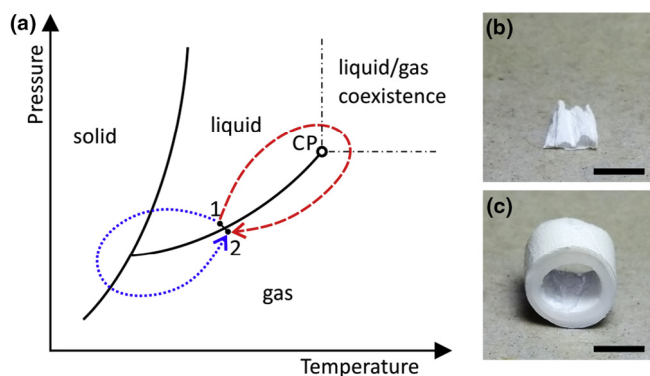 (a)
Pressure
solid
liquid
liquid/gas
coexistence
CP
1
2
gas
Temperature
(b)
(c)